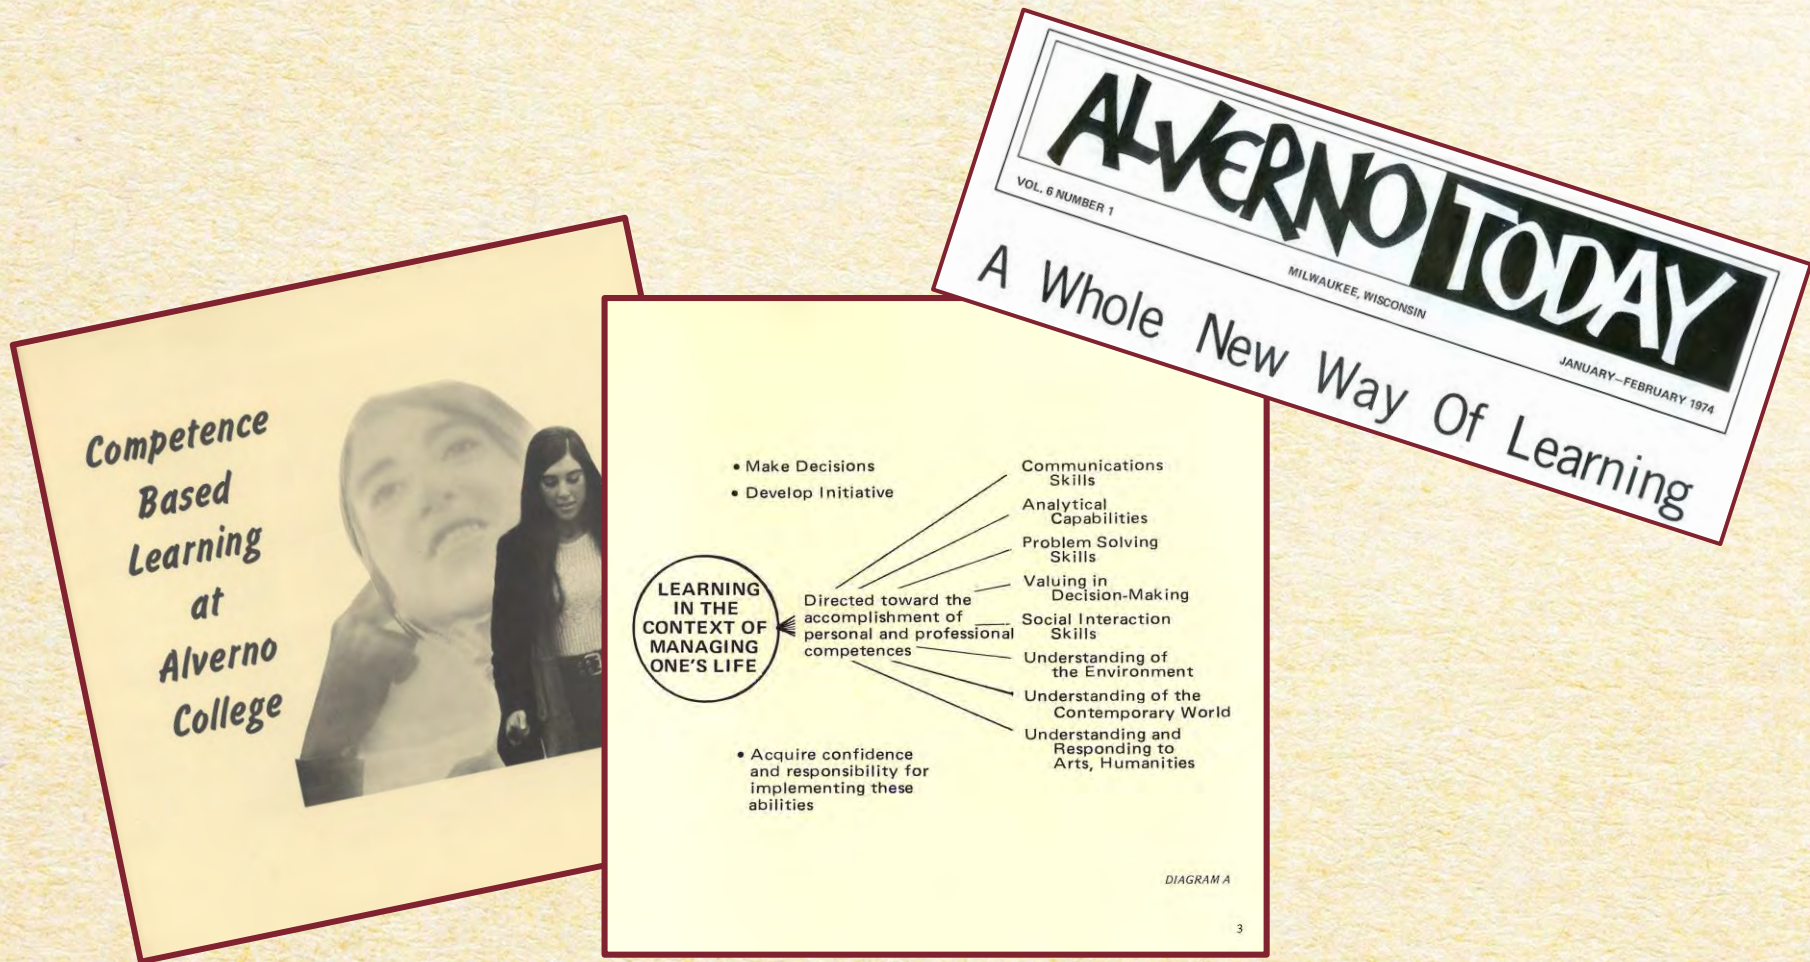 Competence
Based
Learning
at
Alverno
College
• Make Decisions
• Develop Initiative
LEARNING
IN THE
CONTEXT OF
MANAGING
ONE'S LIFE
Directed toward the
accomplishment of
personal and professional
competences
Communications
Skills
Analytical
Capabilities
Problem Solving
Skills
Valuing in
Decision-Making
Social Interaction
Skills
Understanding of
the Environment
Understanding of the
Contemporary World
Understanding and
Responding to
Arts, Humanities
• Acquire confidence
and responsibility for
implementing these
abilities
DIAGRAM A
3
ALVERNO TODAY
VOL. 6 NUMBER 1
MILWAUKEE, WISCONSIN
JANUARY–FEBRUARY 1974
A Whole New Way Of Learning